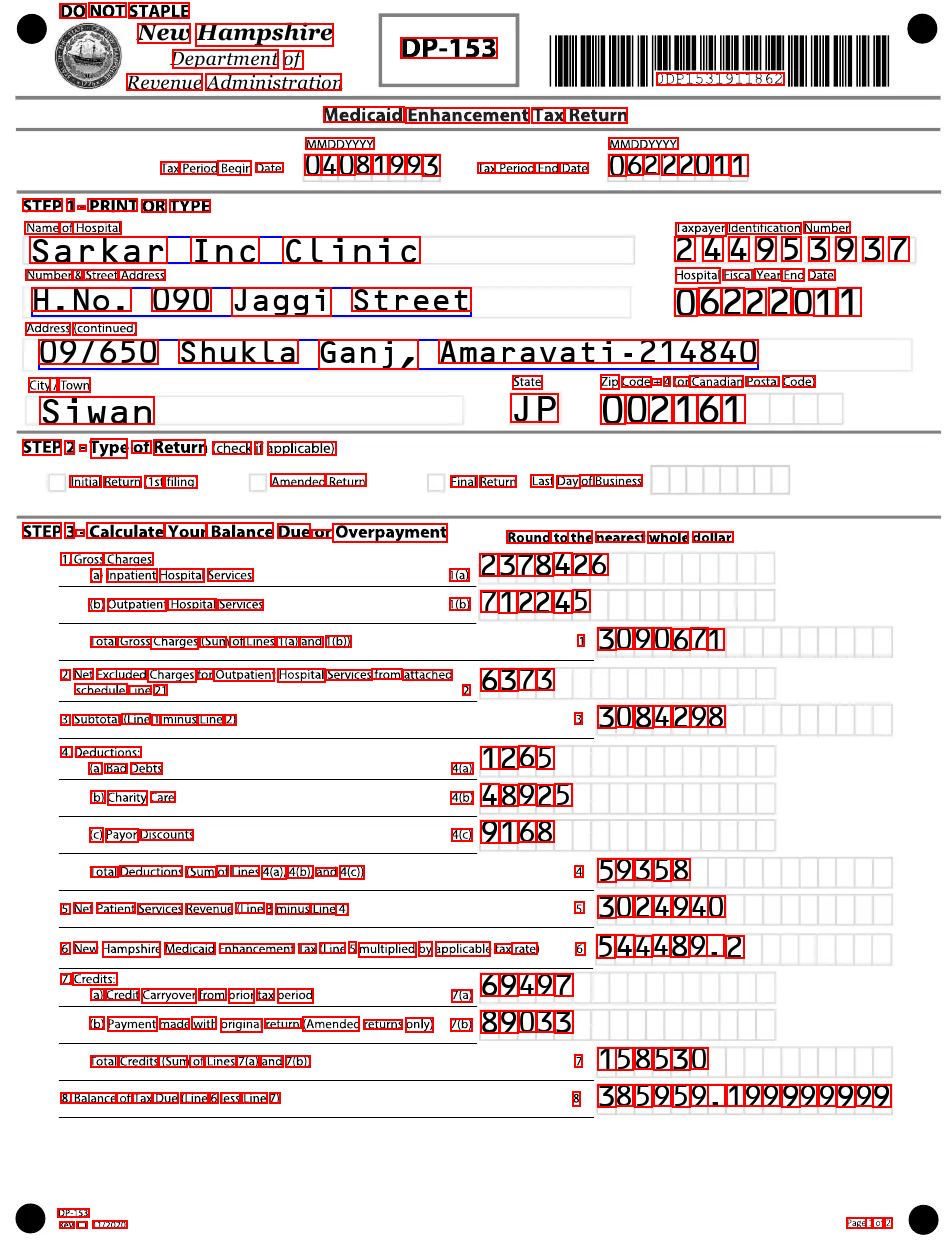 DO NOT STAPLE
New Hampshire
Department of
Revenue Administration
DP-153
0DP1531911862
Medicaid Enhancement Tax Return
MMDDYYYY MMDDYYYY
Tax Period Begin Date 04081993 Tax Period End Date 06222011
STEP 1 - PRINT OR TYPE
Name of Hospital Taxpayer Identification Number
Sarkar Inc Clinic 244953937
Number & Street Address Hospital Fiscal Year End Date
H.No. 090 Jaggi Street 06222011
Address (continued)
09/650 Shukla Ganj, Amaravati-214840
City / Town State Zip Code + 4 (or Canadian Postal Code)
Siwan JP 002161
STEP 2 - Type of Return (check if applicable)
Initial Return (1st filing Amended Return Final Return Last Day of Business
STEP 3 - Calculate Your Balance Due or Overpayment Round to the nearest whole dollar
1. Gross Charges
a) Inpatient Hospital Services 1(a) 2378426
(b) Outpatient Hospital Services 1(b) 712245
Total Gross Charges (Sum of Lines 1(a) and 1(b)) 1 3090671
2. Net Excluded Charges for Outpatient Hospital Services from attached
schedule Line 21 2 6373
3. Subtotal (Line 1 minus Line 2) 3 3084298
4. Deductions:
(a) Bad Debts 4(a) 1265
(b) Charity Care 4(b) 48925
(c) Payor Discounts 4(c) 9168
Total Deductions (Sum of Lines 4(a), 4(b), and 4(c)) 4 59358
5. Net Patient Services Revenue (Line 3 minus Line 4) 5 3024940
6. New Hampshire Medicaid Enhancement Tax (Line 5 multiplied by applicable tax rate) 6 544489.2
7. Credits:
a) Credit Carryover from prior tax period 7(a) 69497
(b) Payment made with original return (Amended returns only) 7(b) 89033
Total Credits (Sum of Lines 7(a) and 7(b)) 7 158530
8. Balance of Tax Due (Line 6 less Line 7) 8 385959.199999999
DP-153
Rev 11/2020 Page 1 of 2